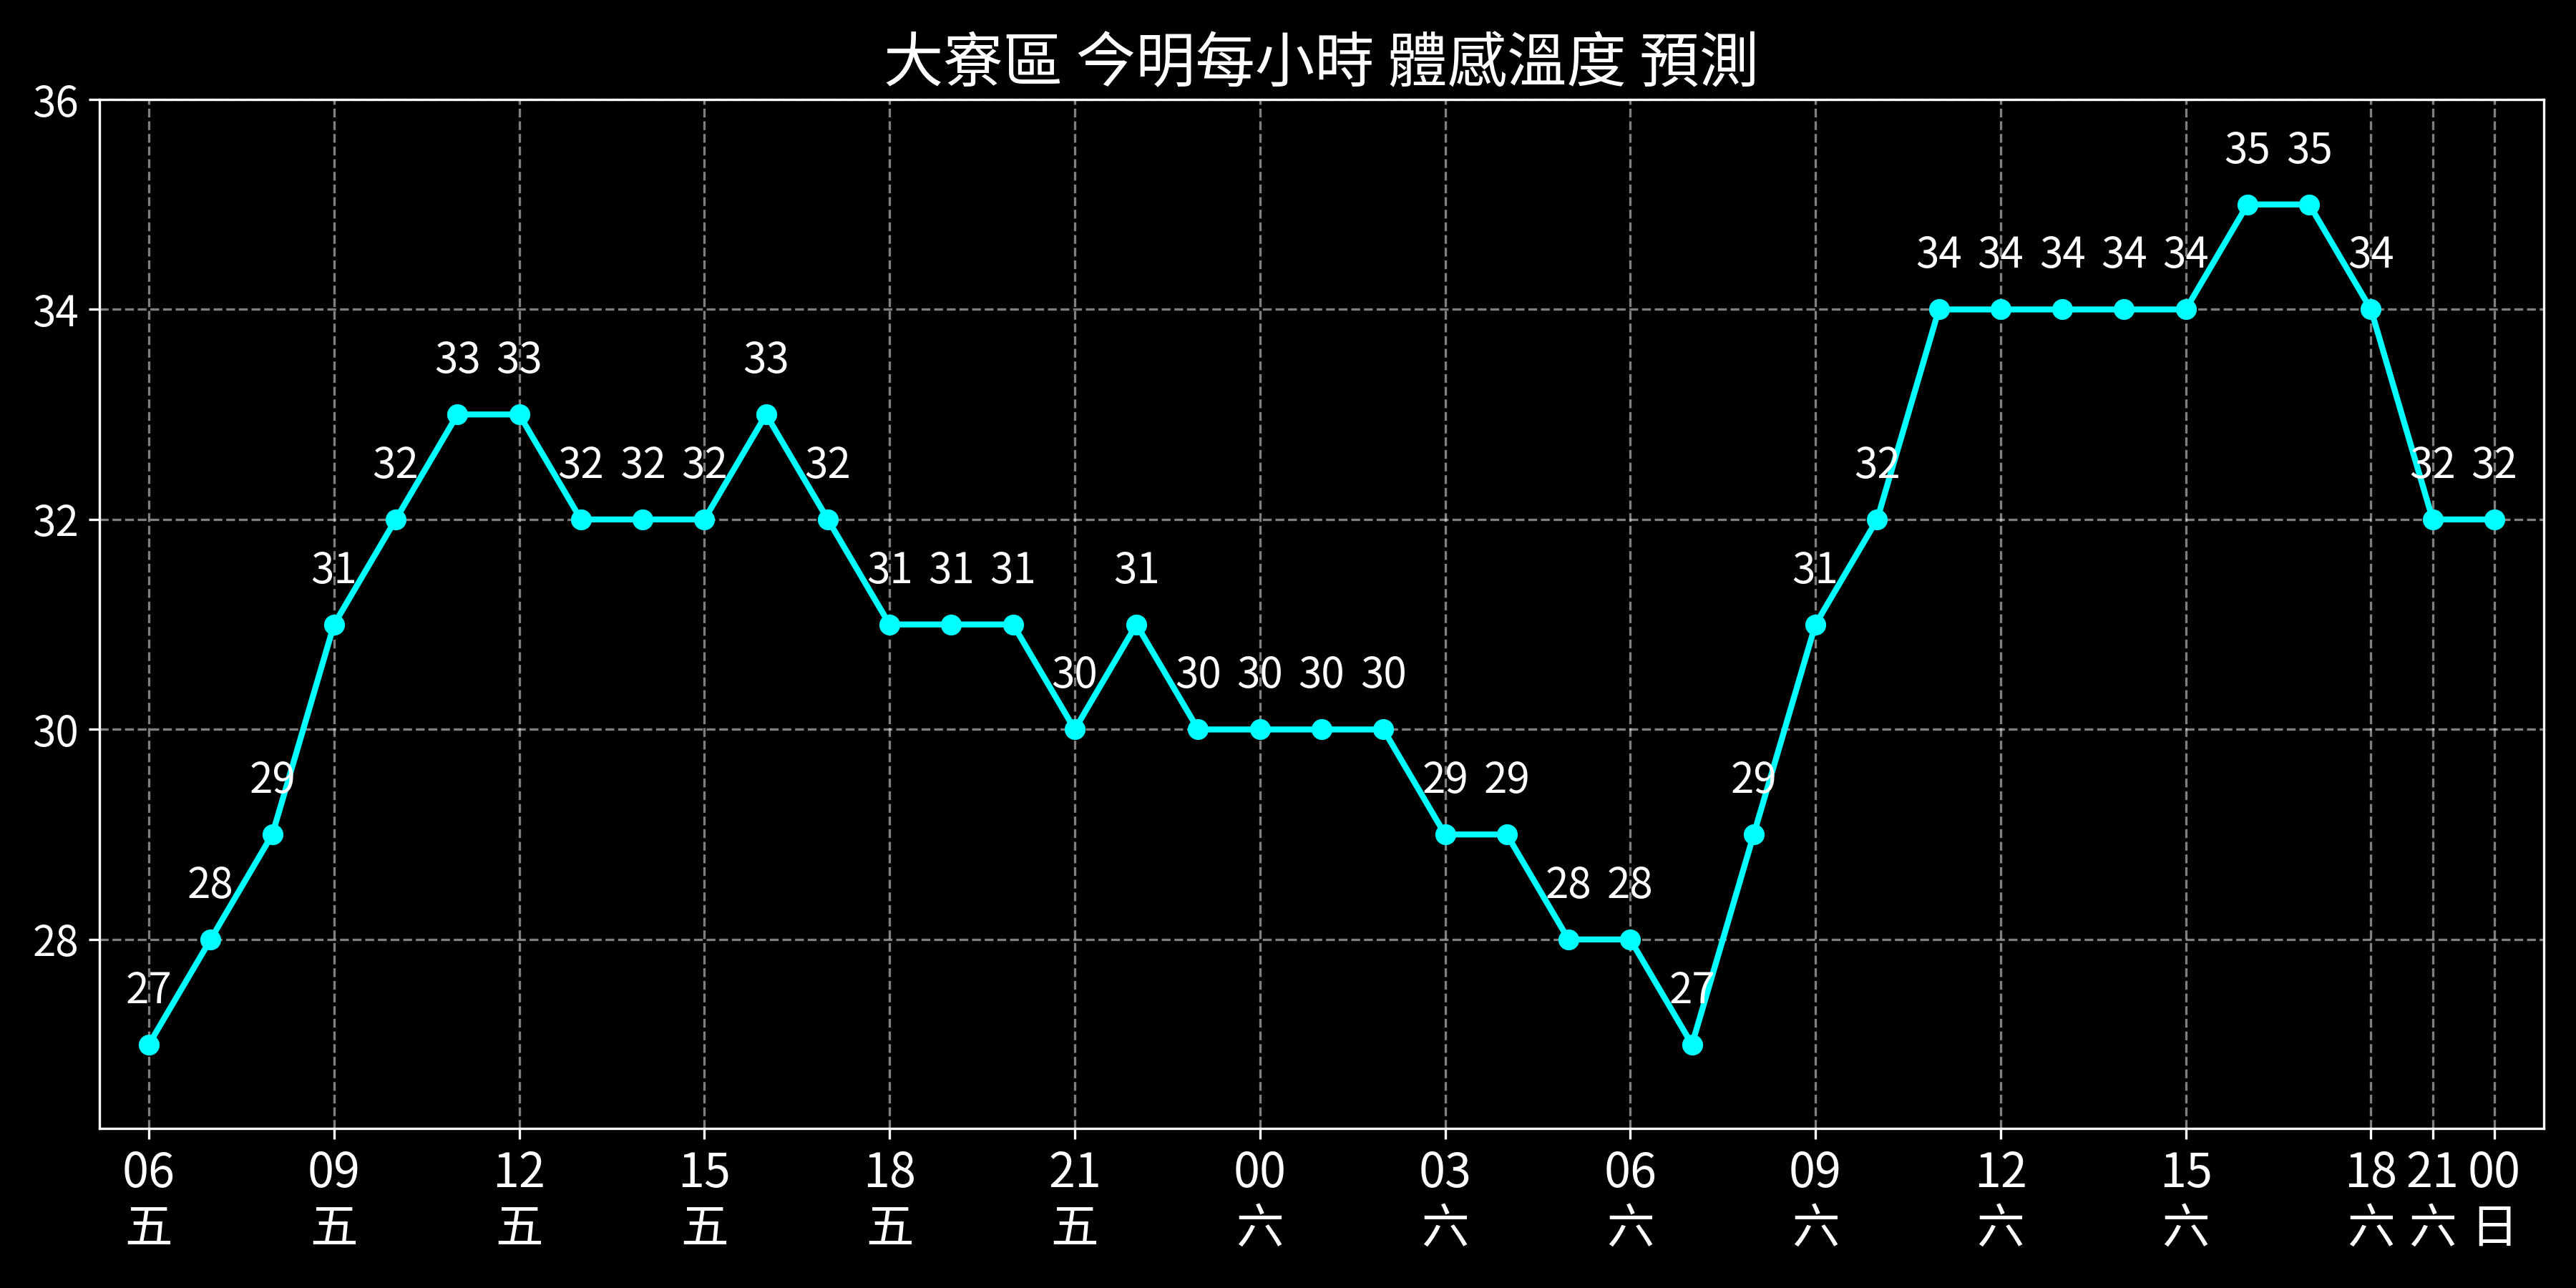 大寮區 今明每小時 體感溫度 預測
36
35 35
34 34 34 34 34 34
34
33 33 33
32 32 32 32 32 32 32 32
32
31 31 31 31 31 31
30 30 30 30 30
30
29 29 29 29
28 28 28
28
27 27
06 09 12 15 18 21 00 03 06 09 12 15 18 21 00
五 五 五 五 五 五 六 六 六 六 六 六 六 六 日